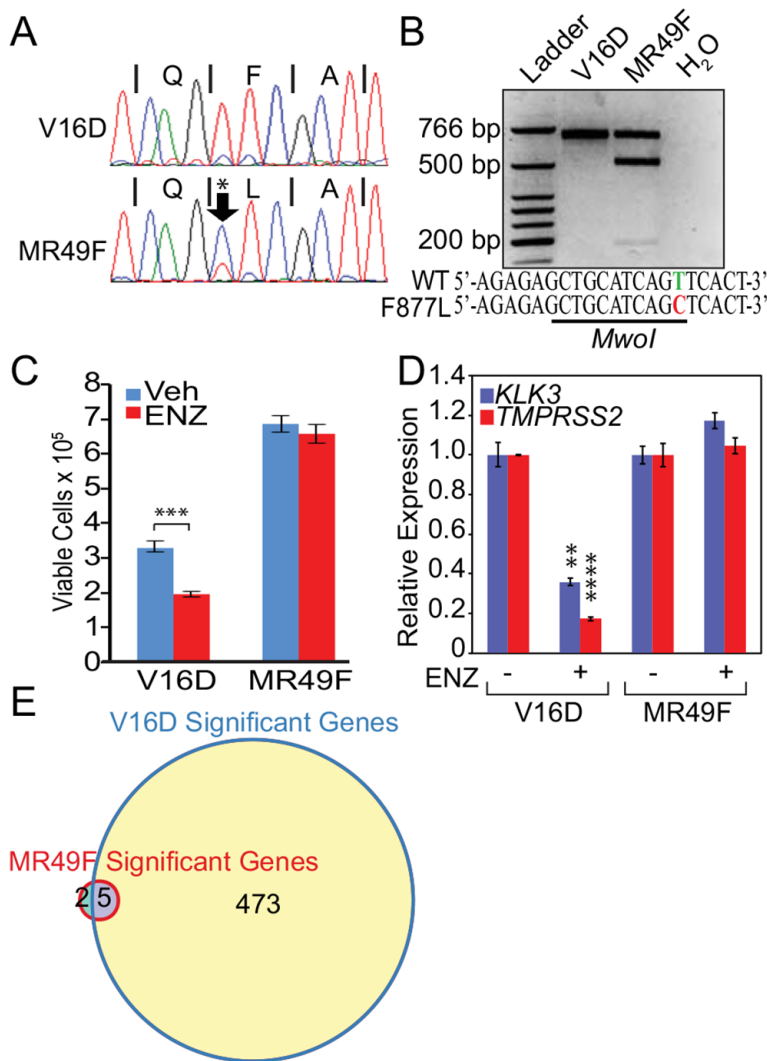 A
Q F A
V16D
Q * L A
MR49F
B
Ladder V16D MR49F H₂O
766 bp
500 bp
200 bp
WT 5'-AGAGAGCTGCATCAGTTCACT-3'
F877L 5'-AGAGAGCTGCATCAGCTCACT-3'
MwoI
C
Viable Cells x 10⁵
8
7
6
5
4
3
2
1
0
Veh
ENZ
***
V16D MR49F
D
Relative Expression
1.4
1.2
1.0
0.8
0.6
0.4
0.2
0
KLK3
TMPRSS2
**
****
ENZ - + - +
V16D MR49F
E
V16D Significant Genes
MR49F Significant Genes
2 5 473